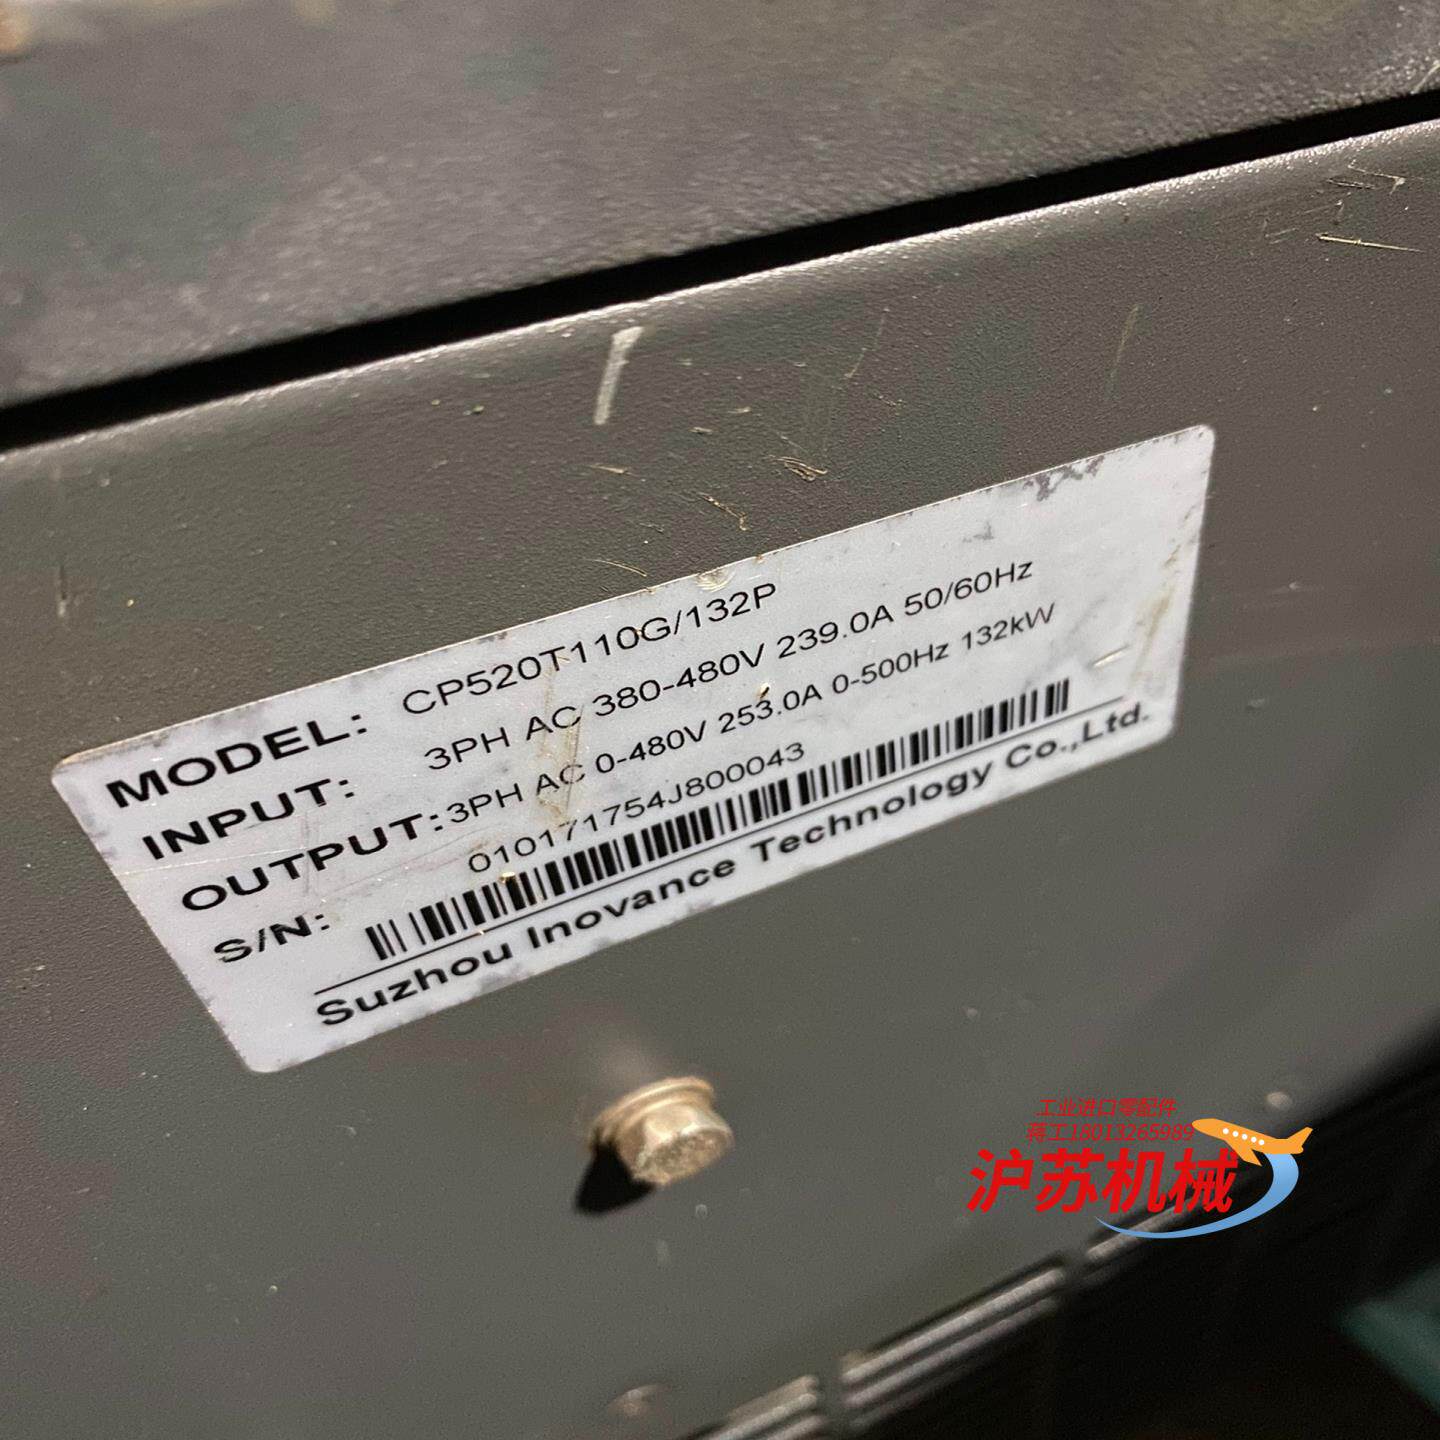 MODEL: CP520T110G/132P
INPUT: 3PH AC 380-480V 239.0A 50/60Hz
OUTPUT: 3PH AC 0-480V 253.0A 0-500Hz 132kW
S/N: 010171754J800043
Suzhou Inovance Technology Co.,Ltd.
工业进口零配件
蒋工18013265989
沪苏机械